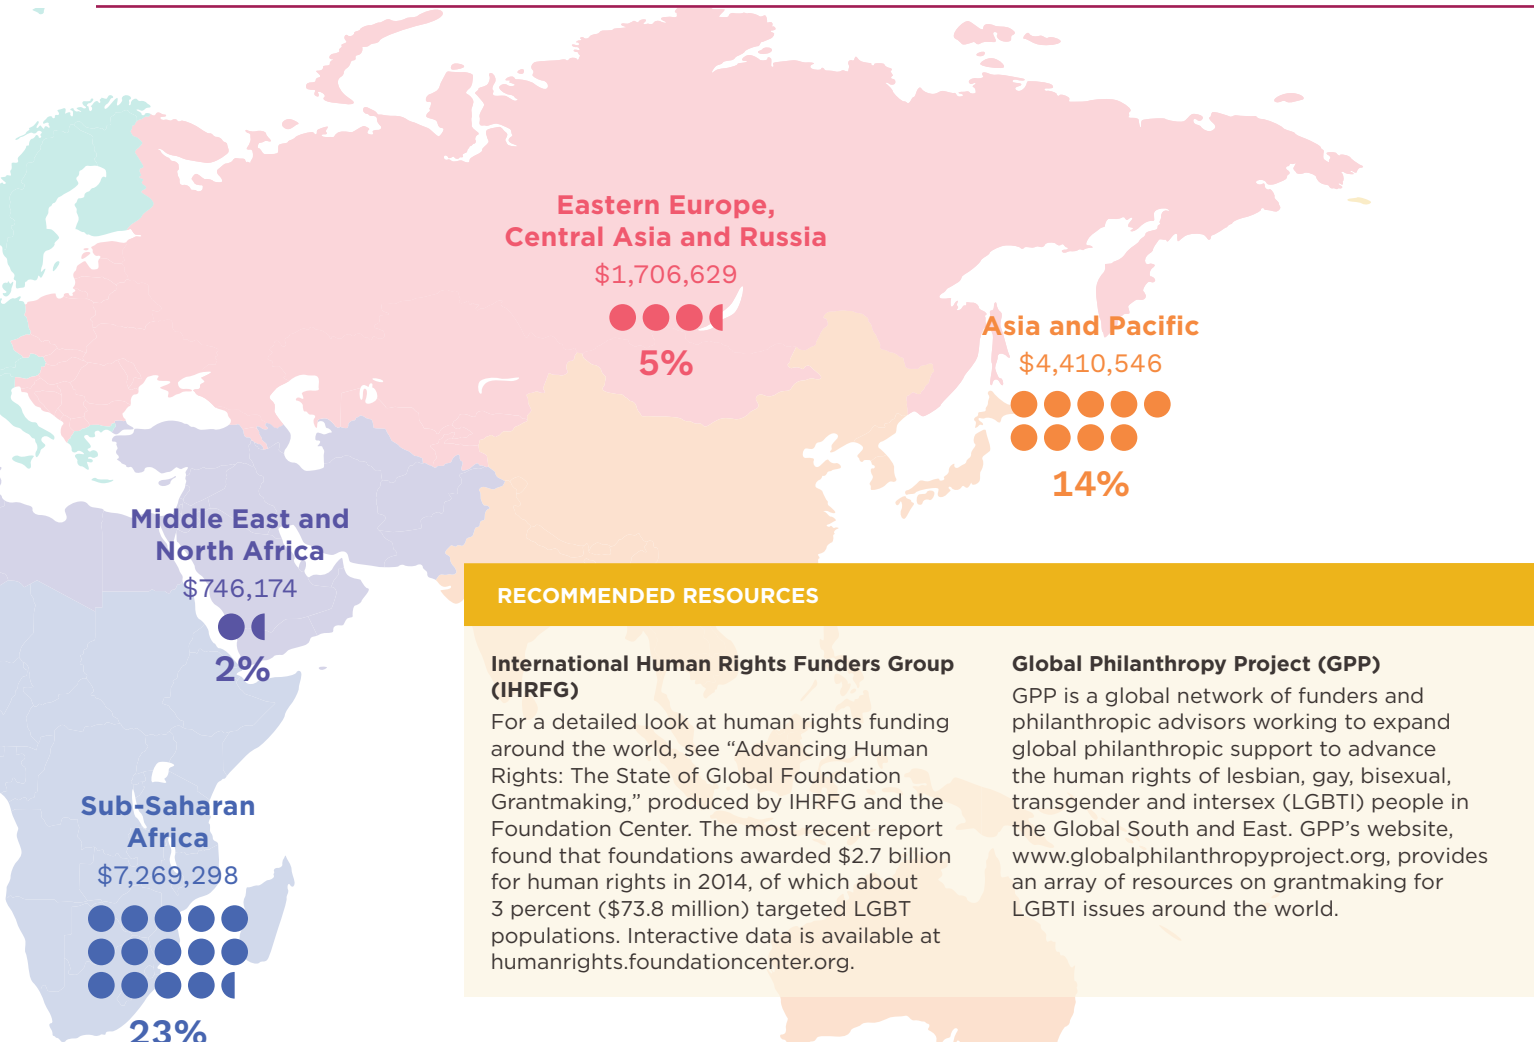 Eastern Europe,
Central Asia and Russia
$1,706,629
5%
Asia and Pacific
$4,410,546
14%
Middle East and
North Africa
$746,174
2%
Sub-Saharan
Africa
$7,269,298
23%
RECOMMENDED RESOURCES
International Human Rights Funders Group
(IHRFG)
For a detailed look at human rights funding
around the world, see “Advancing Human
Rights: The State of Global Foundation
Grantmaking,” produced by IHRFG and the
Foundation Center. The most recent report
found that foundations awarded $2.7 billion
for human rights in 2014, of which about
3 percent ($73.8 million) targeted LGBT
populations. Interactive data is available at
humanrights.foundationcenter.org.
Global Philanthropy Project (GPP)
GPP is a global network of funders and
philanthropic advisors working to expand
global philanthropic support to advance
the human rights of lesbian, gay, bisexual,
transgender and intersex (LGBTI) people in
the Global South and East. GPP’s website,
www.globalphilanthropyproject.org, provides
an array of resources on grantmaking for
LGBTI issues around the world.